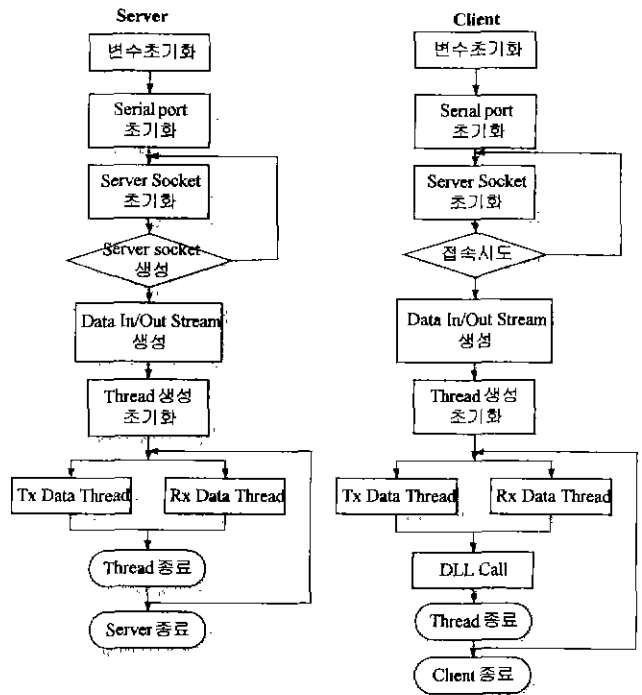 Server
변수초기화
Serial port
초기화
Server Socket
초기화
Server socket
생성
Data In/Out Stream
생성
Thread 생성
초기화
Tx Data Thread
Rx Data Thread
Thread 종료
Server 종료
Client
변수초기화
Serial port
초기화
Server Socket
초기화
접속시도
Data In/Out Stream
생성
Thread 생성
초기화
Tx Data Thread
Rx Data Thread
DLL Call
Thread 종료
Client 종료